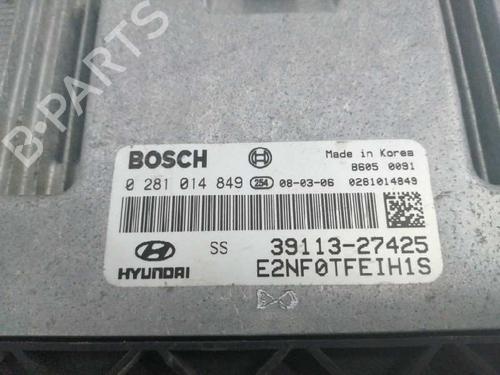 B-PARTS
BOSCH
Made in Korea
8605 0091
0 281 014 849 254 08-03-06 0281014849
SS 39113-27425
HYUNDAI E2NF0TFEIH1S